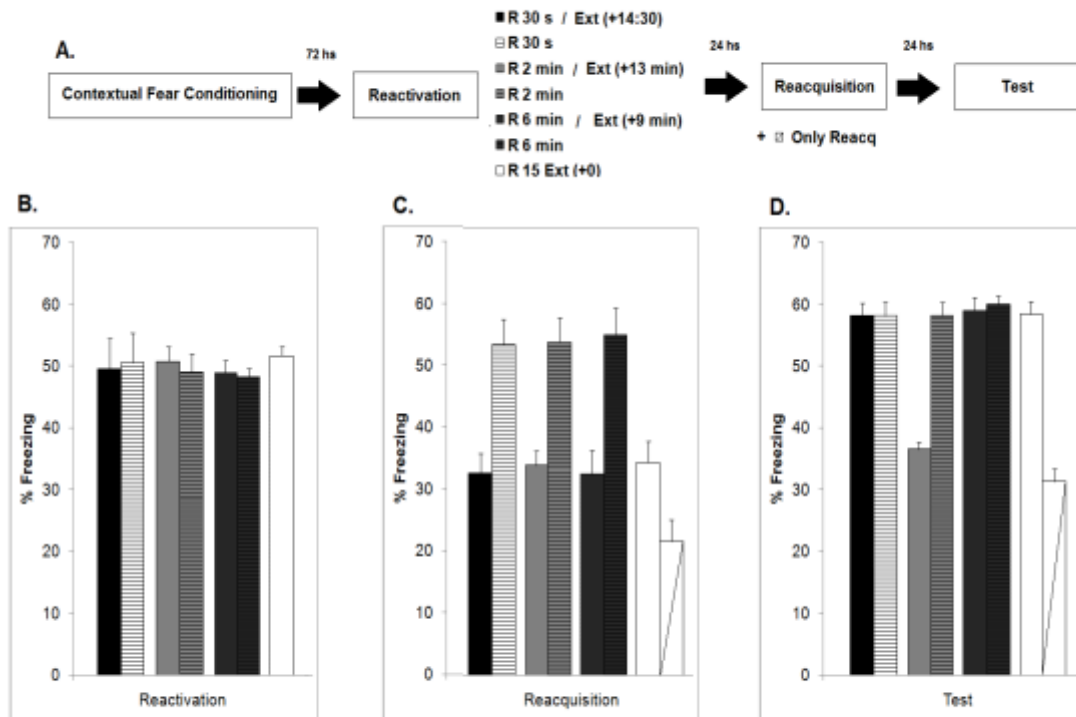 A.
Contextual Fear Conditioning
72 hs
Reactivation
R 30 s / Ext (+14:30)
R 30 s
R 2 min / Ext (+13 min)
R 2 min
R 6 min / Ext (+9 min)
R 6 min
R 15 Ext (+0)
24 hs
Reacquisition
+ Only Reacq
24 hs
Test
B.
% Freezing
70
60
50
40
30
20
10
0
Reactivation
C.
% Freezing
70
60
50
40
30
20
10
0
Reacquisition
D.
% Freezing
70
60
50
40
30
20
10
0
Test